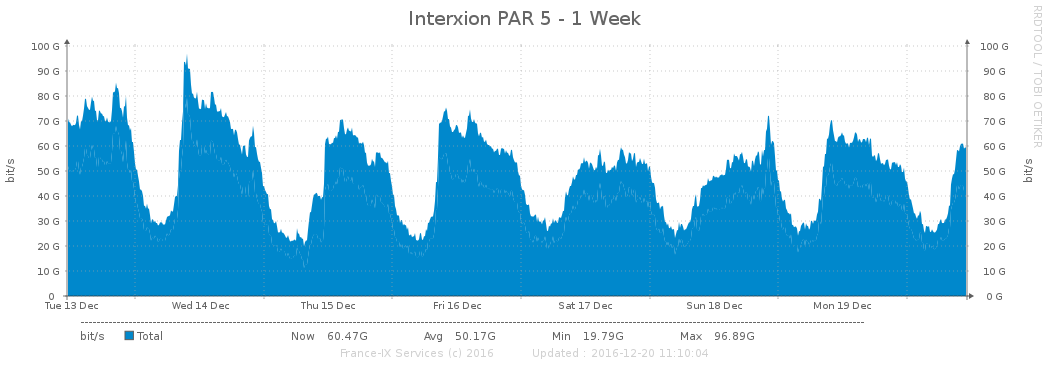 Interxion PAR 5 - 1 Week
100 G 100 G
90 G 90 G
80 G 80 G
70 G 70 G
60 G 60 G
50 G 50 G
40 G 40 G
30 G 30 G
20 G 20 G
10 G 10 G
0 0 G
bit/s
bit/s
RRDTOOL / TOBI OETIKER
Tue 13 Dec Wed 14 Dec Thu 15 Dec Fri 16 Dec Sat 17 Dec Sun 18 Dec Mon 19 Dec
bit/s Total Now 60.47G Avg 50.17G Min 19.79G Max 96.89G
France-IX Services (c) 2016 Updated : 2016-12-20 11:10:04